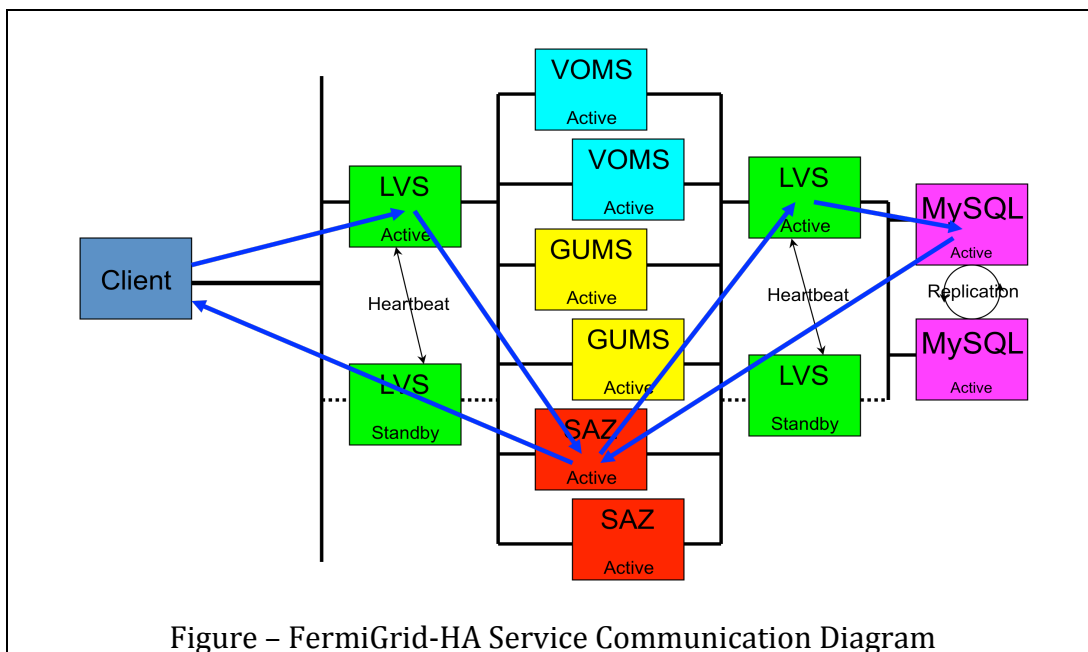 VOMS
Active
VOMS
Active
LVS
Active
LVS
Active
MySQL
Active
Client
GUMS
Active
Heartbeat
Heartbeat
Replication
GUMS
Active
LVS
Standby
LVS
Standby
MySQL
Active
SAZ
Active
SAZ
Active
Figure – FermiGrid-HA Service Communication Diagram